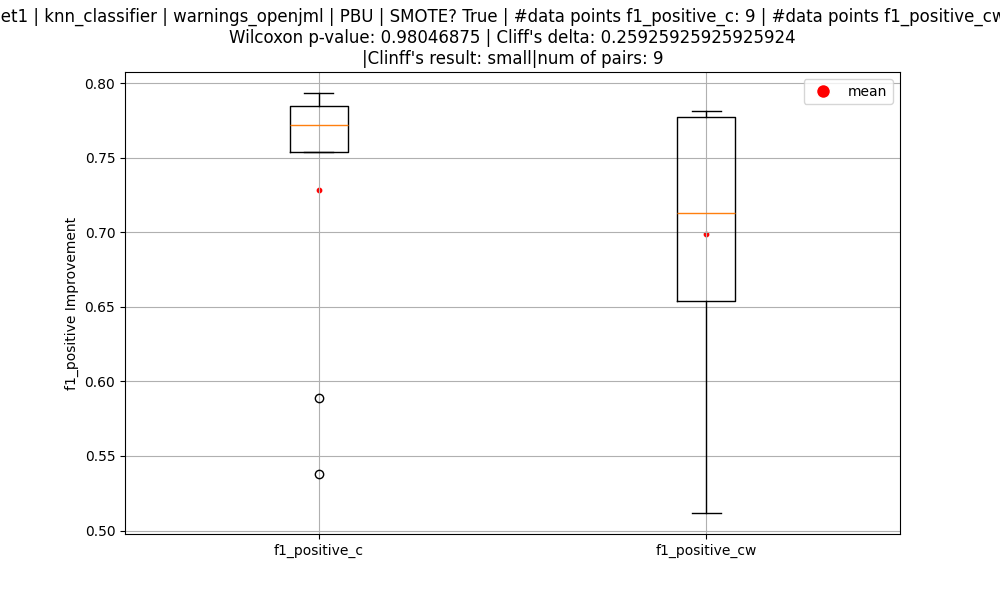 et1 | knn_classifier | warnings_openjml | PBU | SMOTE? True | #data points f1_positive_c: 9 | #data points f1_positive_cw
Wilcoxon p-value: 0.98046875 | Cliff's delta: 0.25925925925925924
|Clinff's result: small|num of pairs: 9
mean
0.80
0.75
0.70
0.65
0.60
0.55
0.50
f1_positive Improvement
f1_positive_c
f1_positive_cw